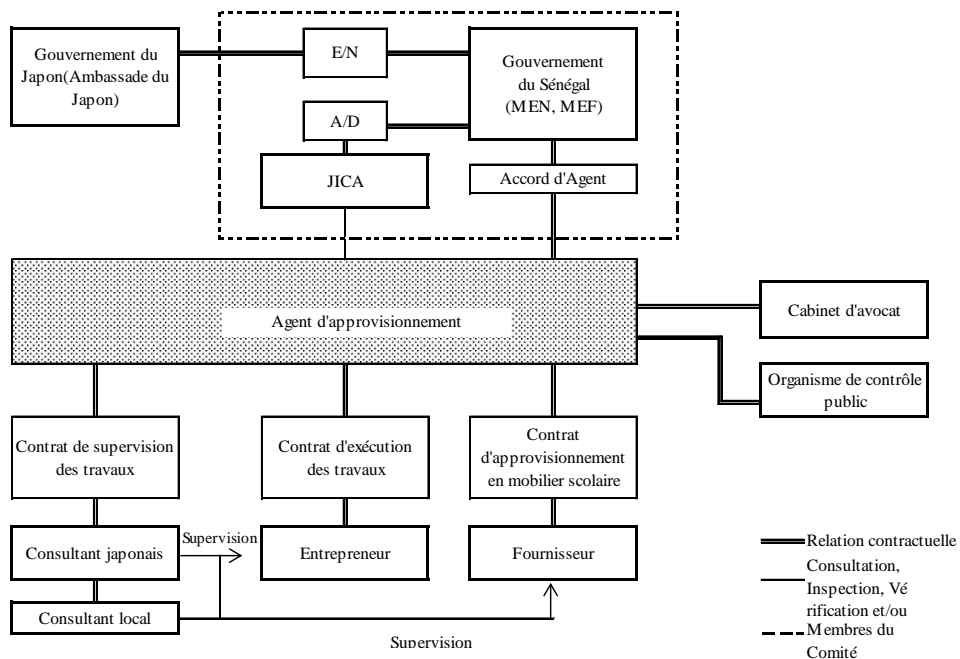 Gouvernement du
Japon(Ambassade du
Japon)
E/N
Gouvernement
du Sénégal
(MEN, MEF)
A/D
JICA
Accord d'Agent
Agent d'approvisionnement
Cabinet d'avocat
Organisme de contrôle
public
Contrat de supervision
des travaux
Contrat d'exécution
des travaux
Contrat
d'approvisionnement
en mobilier scolaire
Consultant japonais
Supervision
Entrepreneur
Fournisseur
Consultant local
Supervision
Relation contractuelle
Consultation,
Inspection, Vé
rification et/ou
Membres du
Comité